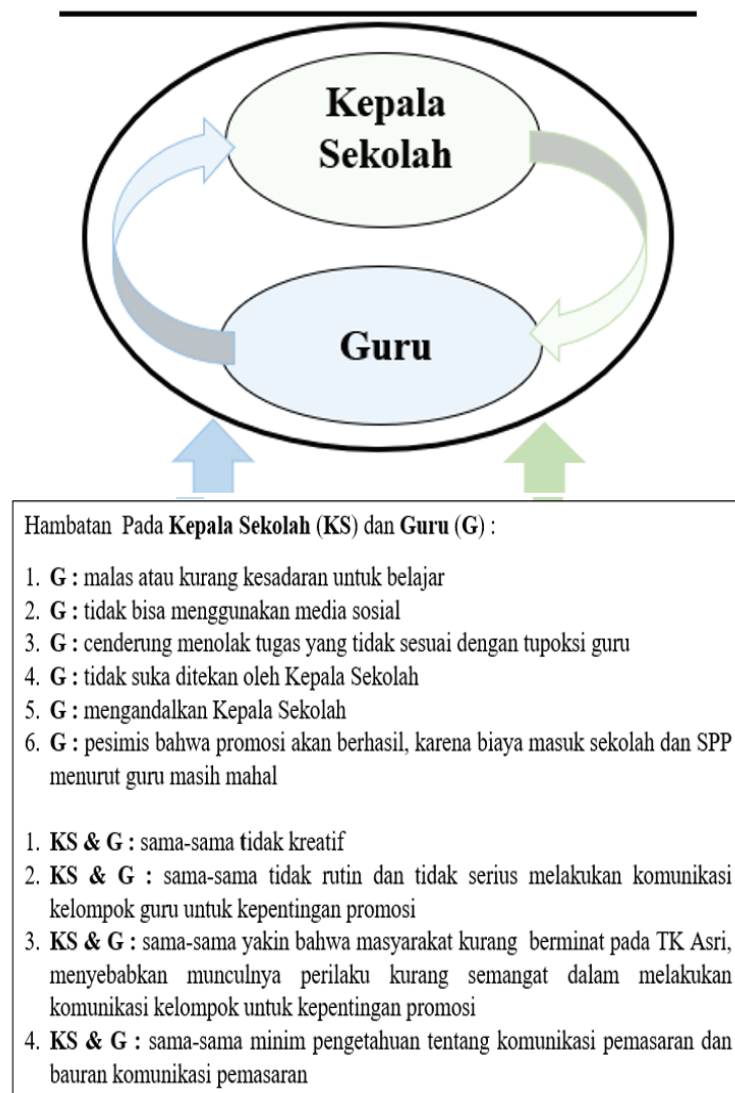 Kepala
Sekolah
Guru
Hambatan Pada Kepala Sekolah (KS) dan Guru (G) :
1. G : malas atau kurang kesadaran untuk belajar
2. G : tidak bisa menggunakan media sosial
3. G : cenderung menolak tugas yang tidak sesuai dengan tupoksi guru
4. G : tidak suka ditekan oleh Kepala Sekolah
5. G : mengandalkan Kepala Sekolah
6. G : pesimis bahwa promosi akan berhasil, karena biaya masuk sekolah dan SPP
menurut guru masih mahal
1. KS & G : sama-sama tidak kreatif
2. KS & G : sama-sama tidak rutin dan tidak serius melakukan komunikasi
kelompok guru untuk kepentingan promosi
3. KS & G : sama-sama yakin bahwa masyarakat kurang berminat pada TK Asri,
menyebabkan munculnya perilaku kurang semangat dalam melakukan
komunikasi kelompok untuk kepentingan promosi
4. KS & G : sama-sama minim pengetahuan tentang komunikasi pemasaran dan
bauran komunikasi pemasaran